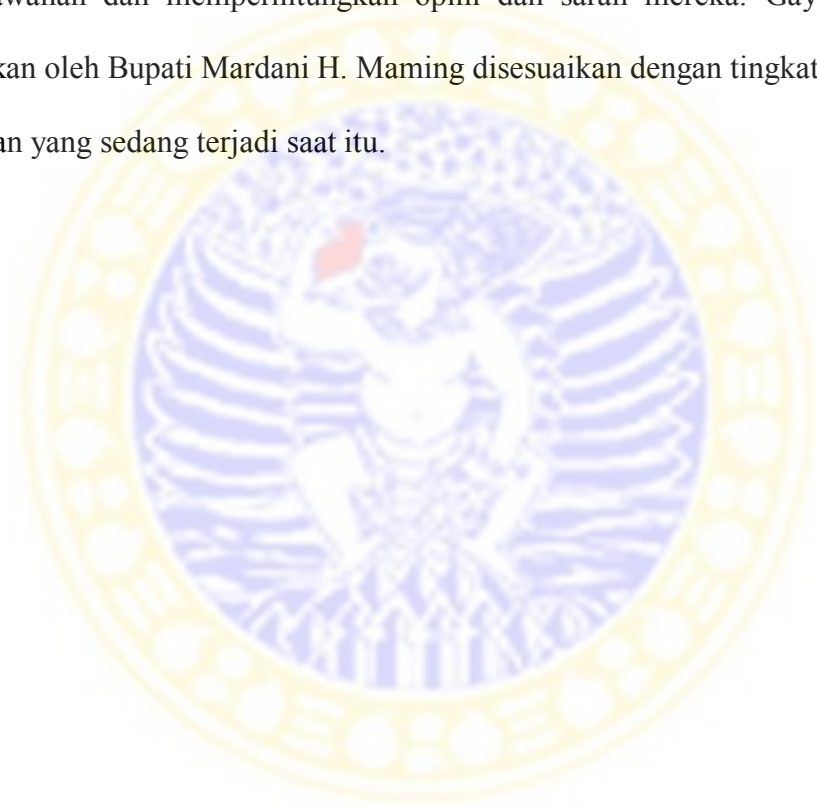 awahan dan memperhitungkan opini dan saran mereka. Gay
kan oleh Bupati Mardani H. Maming disesuaikan dengan tingkat
an yang sedang terjadi saat itu.